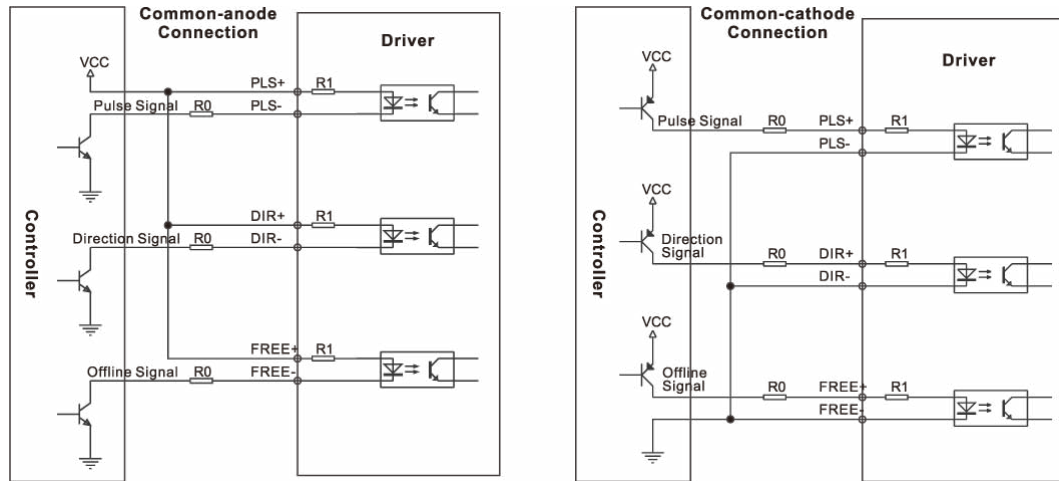 Common-anode
Connection
Driver
VCC
PLS+
R1
Pulse Signal
R0
PLS-
DIR+
R1
Direction Signal
R0
DIR-
Controller
FREE+
R1
Offline Signal
R0
FREE-
Common-cathode
Connection
Driver
VCC
Pulse Signal
R0
PLS+
R1
PLS-
VCC
Direction
Signal
R0
DIR+
R1
DIR-
Controller
VCC
Offline
Signal
R0
FREE+
R1
FREE-